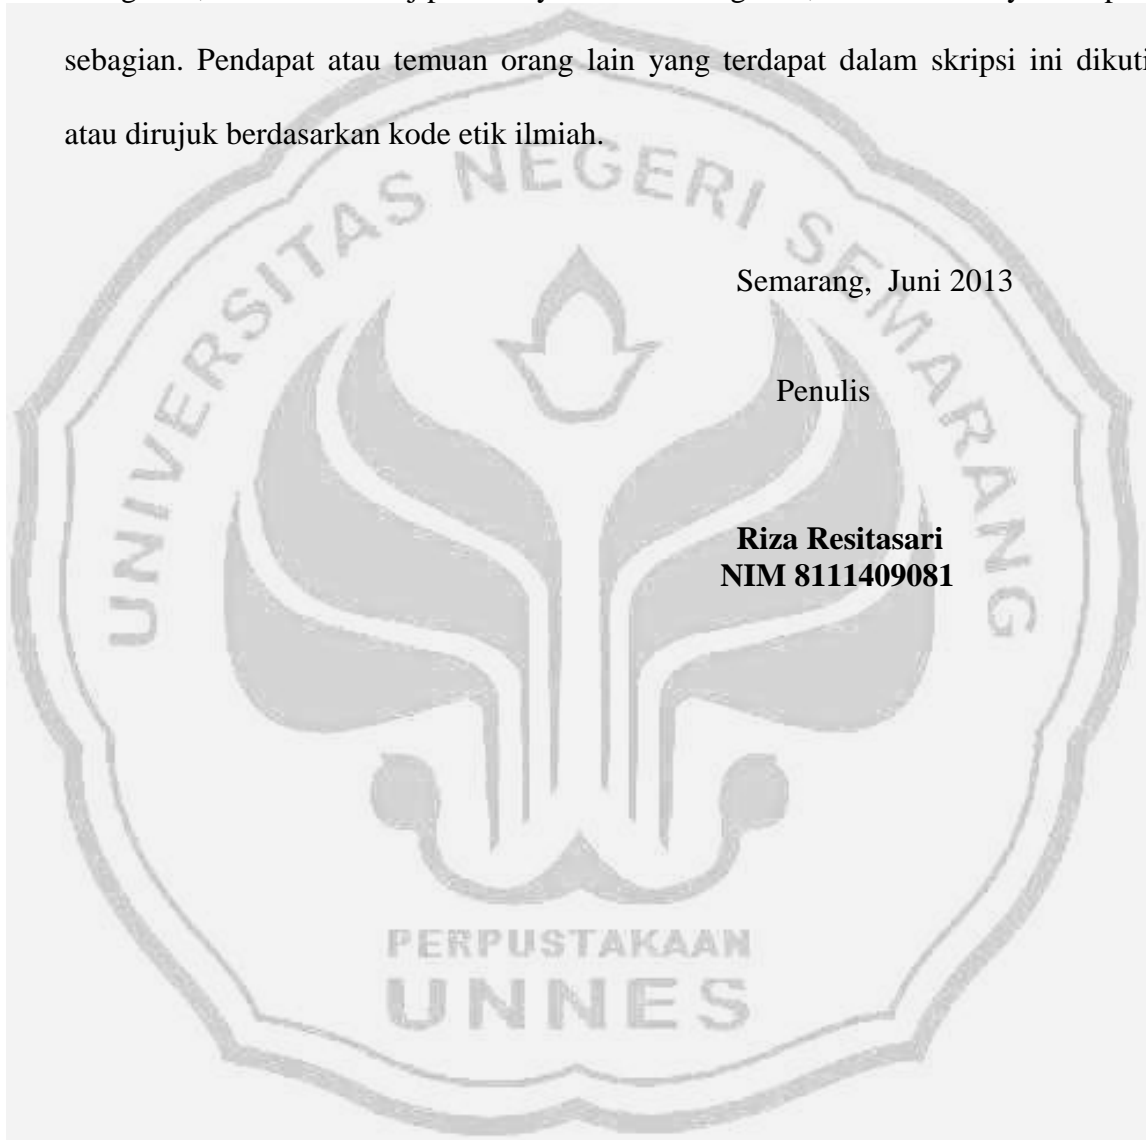 sebagian. Pendapat atau temuan orang lain yang terdapat dalam skripsi ini dikuti
atau dirujuk berdasarkan kode etik ilmiah.
UNIVERSITAS NEGERI SEMARANG
Semarang,  Juni 2013
Penulis
Riza Resitasari
NIM 8111409081
PERPUSTAKAAN
UNNES